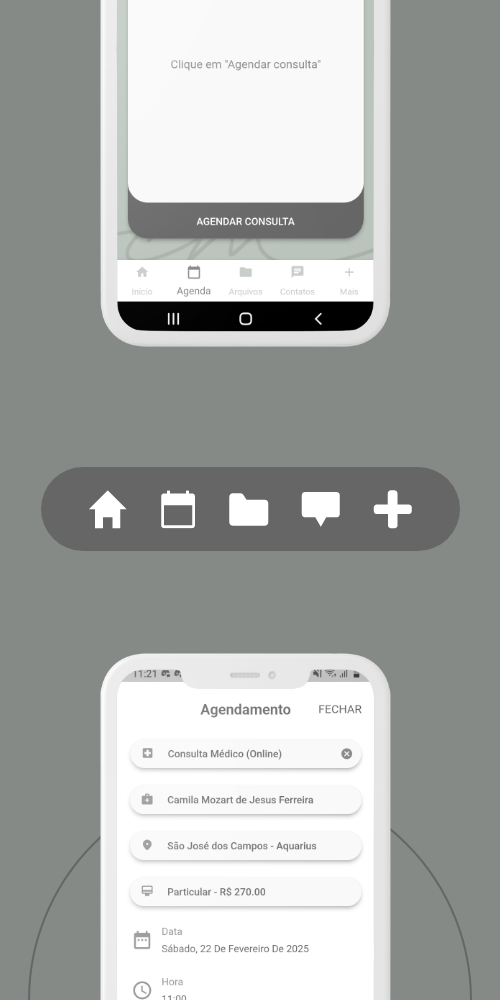 Clique em "Agendar consulta"
AGENDAR CONSULTA
Início Agenda Arquivos Contatos Mais
11:21
Agendamento FECHAR
Consulta Médico (Online)
Camila Mozart de Jesus Ferreira
São José dos Campos - Aquarius
Particular - R$ 270.00
Data
Sábado, 22 De Fevereiro De 2025
Hora
11:00